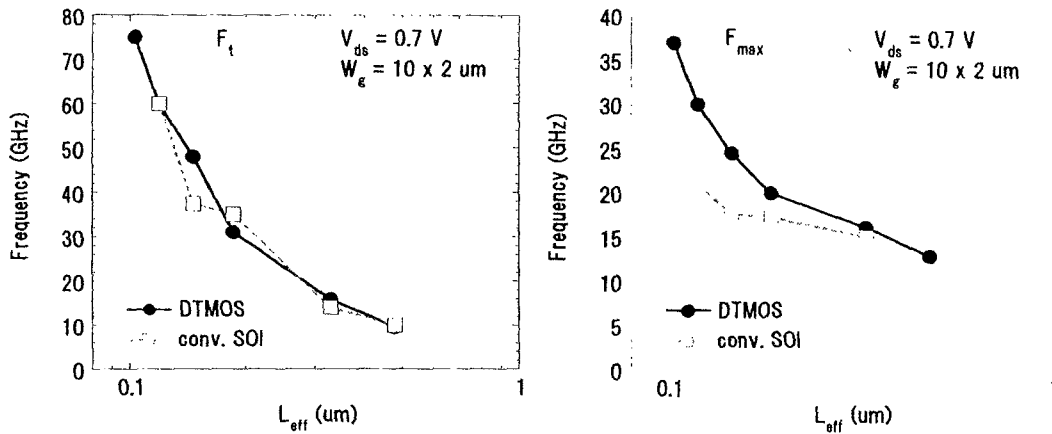 80
70
60
50
40
30
20
10
0
Frequency (GHz)
F_t
V_ds = 0.7 V
W_g = 10 x 2 um
DTMOS
conv. SOI
0.1
1
L_eff (um)
40
35
30
25
20
15
10
5
0
Frequency (GHz)
F_max
V_ds = 0.7 V
W_g = 10 x 2 um
DTMOS
conv. SOI
0.1
1
L_eff (um)